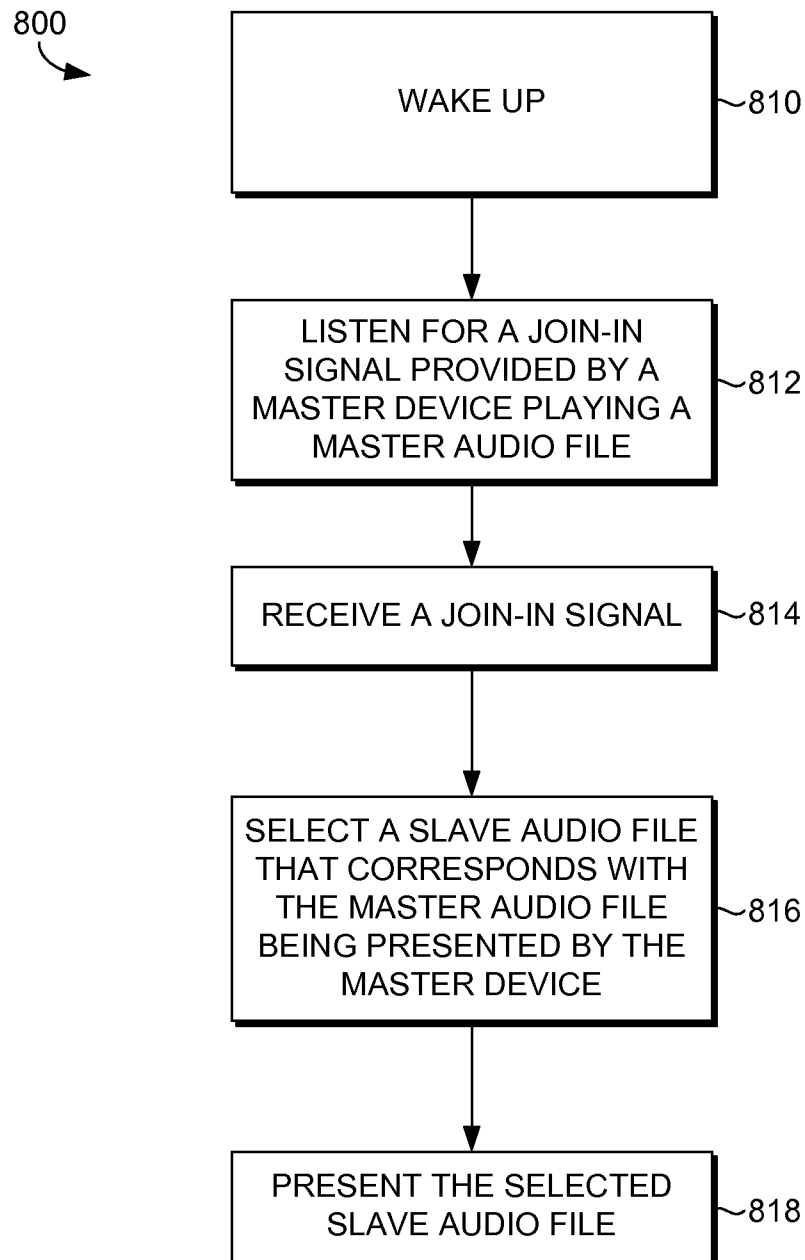 800
WAKE UP
810
LISTEN FOR A JOIN-IN
SIGNAL PROVIDED BY A
MASTER DEVICE PLAYING A
MASTER AUDIO FILE
812
RECEIVE A JOIN-IN SIGNAL
814
SELECT A SLAVE AUDIO FILE
THAT CORRESPONDS WITH
THE MASTER AUDIO FILE
BEING PRESENTED BY THE
MASTER DEVICE
816
PRESENT THE SELECTED
SLAVE AUDIO FILE
818